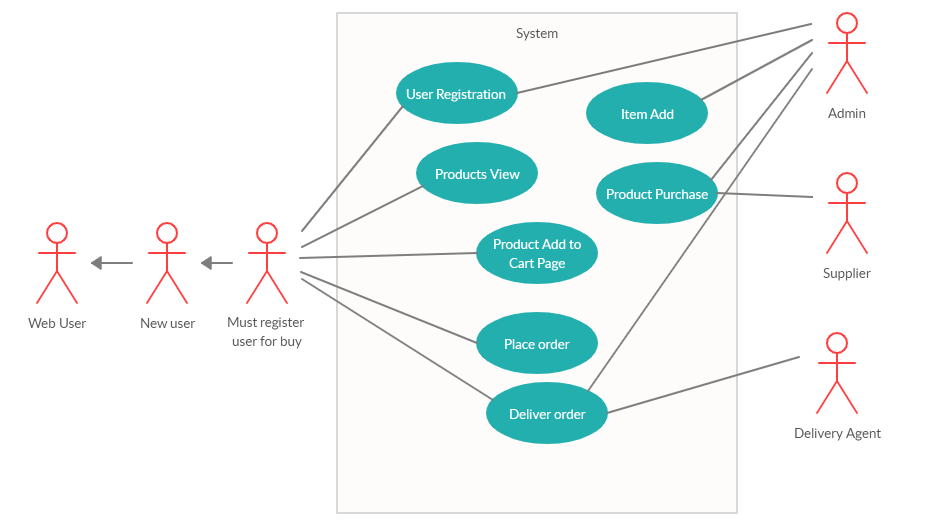 System
User Registration
Item Add
Admin
Products View
Product Purchase
Product Add to
Cart Page
Supplier
Web User
New user
Must register
user for buy
Place order
Deliver order
Delivery Agent